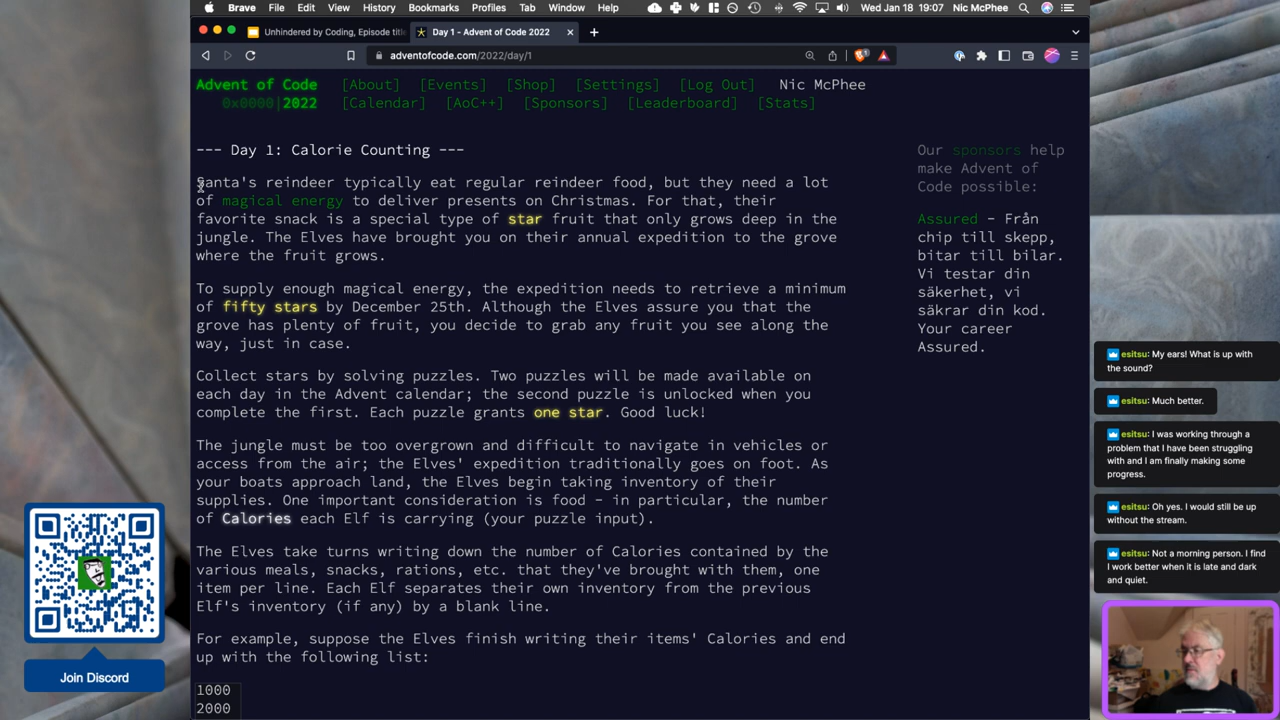 Brave File Edit View History Bookmarks Profiles Tab Window Help Wed Jan 18 19:07 Nic McPhee
Unhindered by Coding, Episode title
Day 1 - Advent of Code 2022
adventofcode.com/2022/day/1
Advent of Code [About] [Events] [Shop] [Settings] [Log Out] Nic McPhee
0x0000|2022 [Calendar] [AoC++] [Sponsors] [Leaderboard] [Stats]
--- Day 1: Calorie Counting ---
Santa's reindeer typically eat regular reindeer food, but they need a lot
of magical energy to deliver presents on Christmas. For that, their
favorite snack is a special type of star fruit that only grows deep in the
jungle. The Elves have brought you on their annual expedition to the grove
where the fruit grows.
To supply enough magical energy, the expedition needs to retrieve a minimum
of fifty stars by December 25th. Although the Elves assure you that the
grove has plenty of fruit, you decide to grab any fruit you see along the
way, just in case.
Collect stars by solving puzzles. Two puzzles will be made available on
each day in the Advent calendar; the second puzzle is unlocked when you
complete the first. Each puzzle grants one star. Good luck!
The jungle must be too overgrown and difficult to navigate in vehicles or
access from the air; the Elves' expedition traditionally goes on foot. As
your boats approach land, the Elves begin taking inventory of their
supplies. One important consideration is food - in particular, the number
of Calories each Elf is carrying (your puzzle input).
The Elves take turns writing down the number of Calories contained by the
various meals, snacks, rations, etc. that they've brought with them, one
item per line. Each Elf separates their own inventory from the previous
Elf's inventory (if any) by a blank line.
For example, suppose the Elves finish writing their items' Calories and end
up with the following list:
1000
2000
Our sponsors help
make Advent of
Code possible:
Assured - Från
chip till skepp,
bitar till bilar.
Vi testar din
säkerhet, vi
säkrar din kod.
Your career
Assured.
esitsu: My ears! What is up with
the sound?
esitsu: Much better.
esitsu: I was working through a
problem that I have been struggling
with and I am finally making some
progress.
esitsu: Oh yes. I would still be up
without the stream.
esitsu: Not a morning person. I find
I work better when it is late and dark
and quiet.
Join Discord